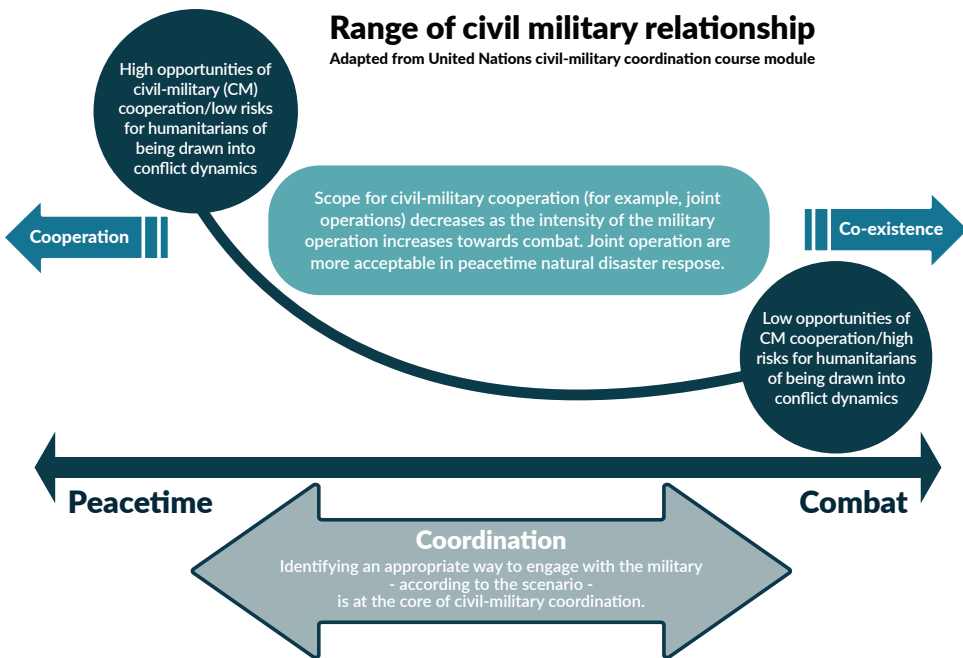 Range of civil military relationship
Adapted from United Nations civil-military coordination course module
High opportunities of
civil-military (CM)
cooperation/low risks
for humanitarians of
being drawn into
conflict dynamics
Scope for civil-military cooperation (for example, joint
operations) decreases as the intensity of the military
operation increases towards combat. Joint operation are
more acceptable in peacetime natural disaster respose.
Cooperation
Co-existence
Low opportunities of
CM cooperation/high
risks for humanitarians
of being drawn into
conflict dynamics
Peacetime
Combat
Coordination
Identifying an appropriate way to engage with the military
- according to the scenario -
is at the core of civil-military coordination.